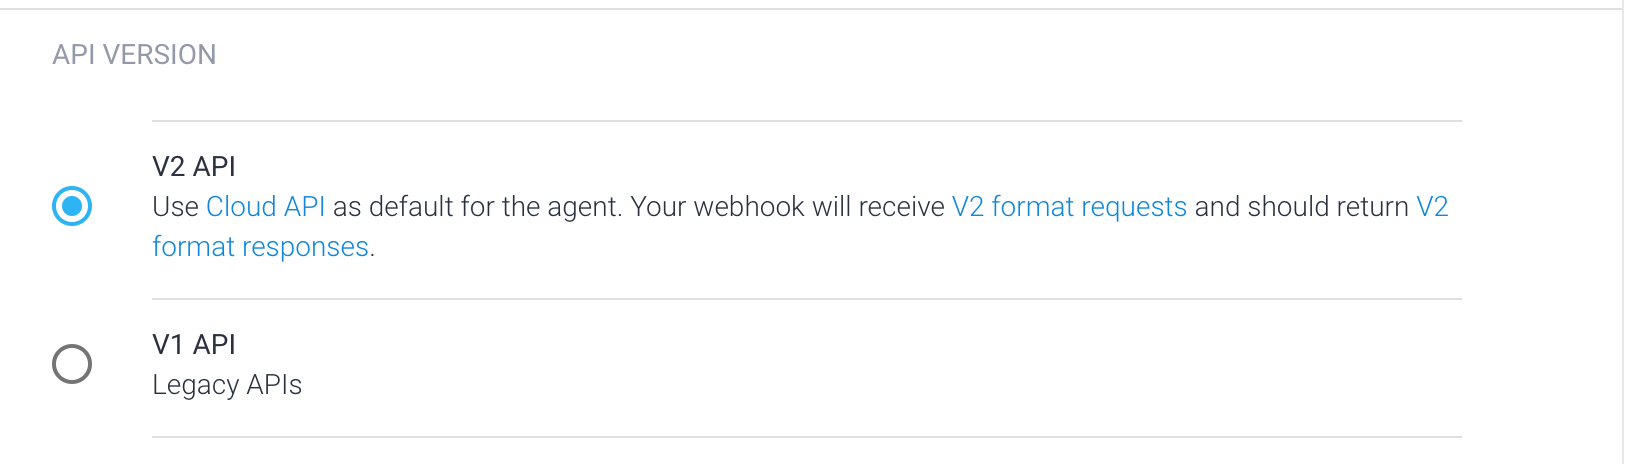 API VERSION
V2 API
Use Cloud API as default for the agent. Your webhook will receive V2 format requests and should return V2
format responses.
V1 API
Legacy APIs